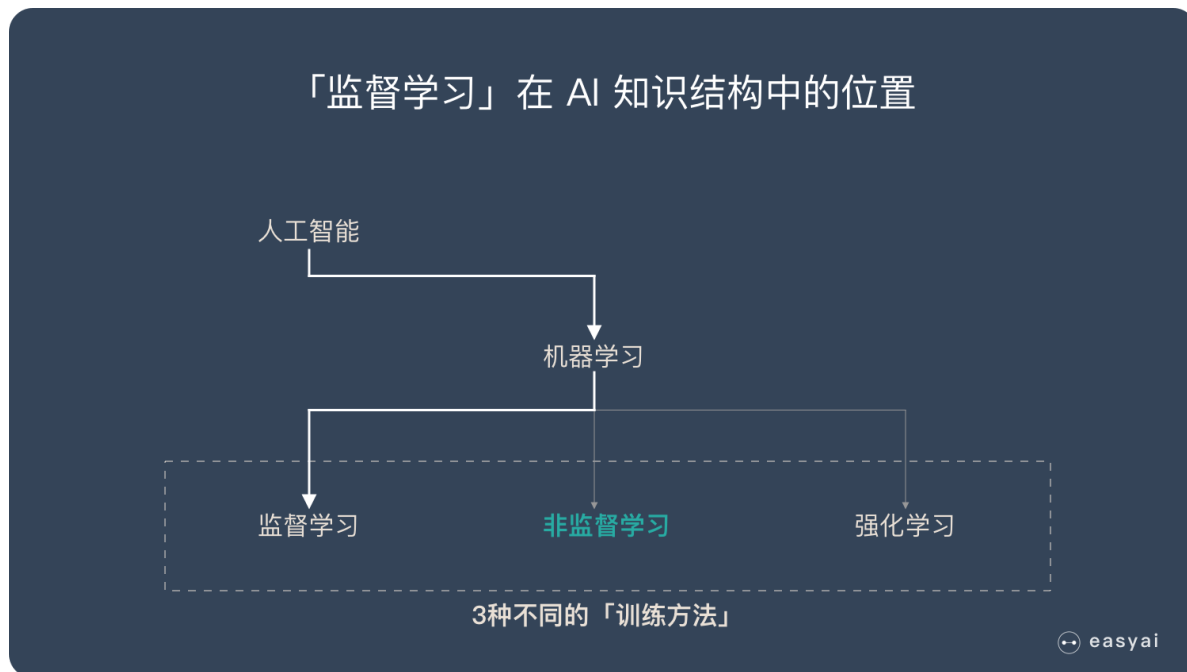 「监督学习」在 AI 知识结构中的位置
人工智能
机器学习
监督学习
非监督学习
强化学习
3种不同的「训练方法」
easyai